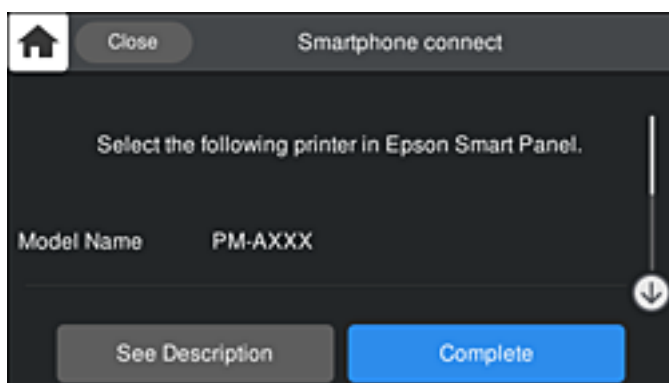 Close
Smartphone connect
Select the following printer in Epson Smart Panel.
Model Name PM-AXXX
See Description
Complete